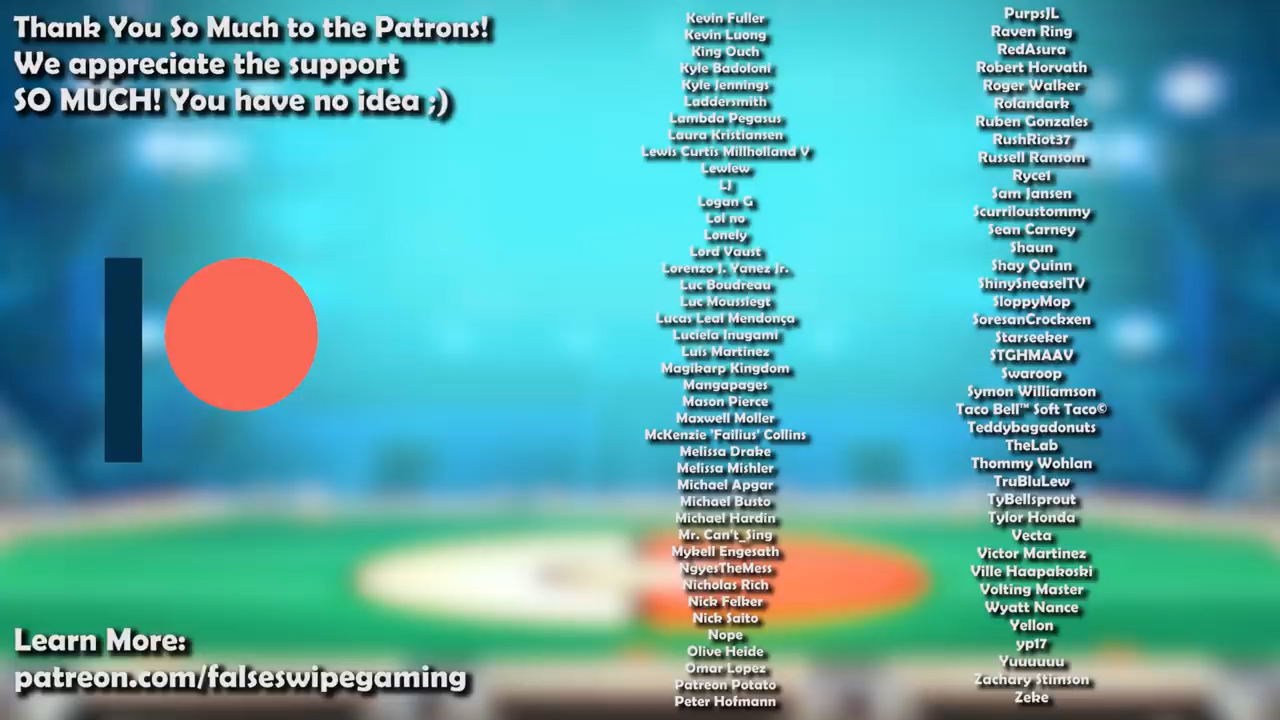 Thank You So Much to the Patrons!
We appreciate the support
SO MUCH! You have no idea ;)
Learn More:
patreon.com/falseswipegaming
Kevin Fuller
Kevin Luong
King Ouch
Kyle Badoloni
Kyle Jennings
Laddersmith
Lambda Pegasus
Laura Kristiansen
Lewis Curtis Millholland V
Lewlew
LJ
Logan G
Lol no
Lonely
Lord Vaust
Lorenzo J. Yanez Jr.
Luc Boudreau
Luc Moussiegt
Lucas Leal Mendonça
Luciela Inugami
Luis Martinez
Magikarp Kingdom
Mangapages
Mason Pierce
Maxwell Moller
McKenzie 'Failius' Collins
Melissa Drake
Melissa Mishler
Michael Apgar
Michael Busto
Michael Hardin
Mr. Can't_Sing
Mykell Engesath
NgyesTheMess
Nicholas Rich
Nick Felker
Nick Saito
Nope
Olive Heide
Omar Lopez
Patreon Potato
Peter Hofmann
PurpsJL
Raven Ring
RedAsura
Robert Horvath
Roger Walker
Rolandark
Ruben Gonzales
RushRiot37
Russell Ransom
Ryce1
Sam Jansen
Scurriloustommy
Sean Carney
Shaun
Shay Quinn
ShinySneaselTV
SloppyMop
SoresanCrockxen
Starseeker
STGHMAAV
Swaroop
Symon Williamson
Taco Bell™ Soft Taco©
Teddybagadonuts
TheLab
Thommy Wohlan
TruBluLew
TyBellsprout
Tylor Honda
Vecta
Victor Martinez
Ville Haapakoski
Volting Master
Wyatt Nance
Yellon
yp17
Yuuuuuu
Zachary Stimson
Zeke